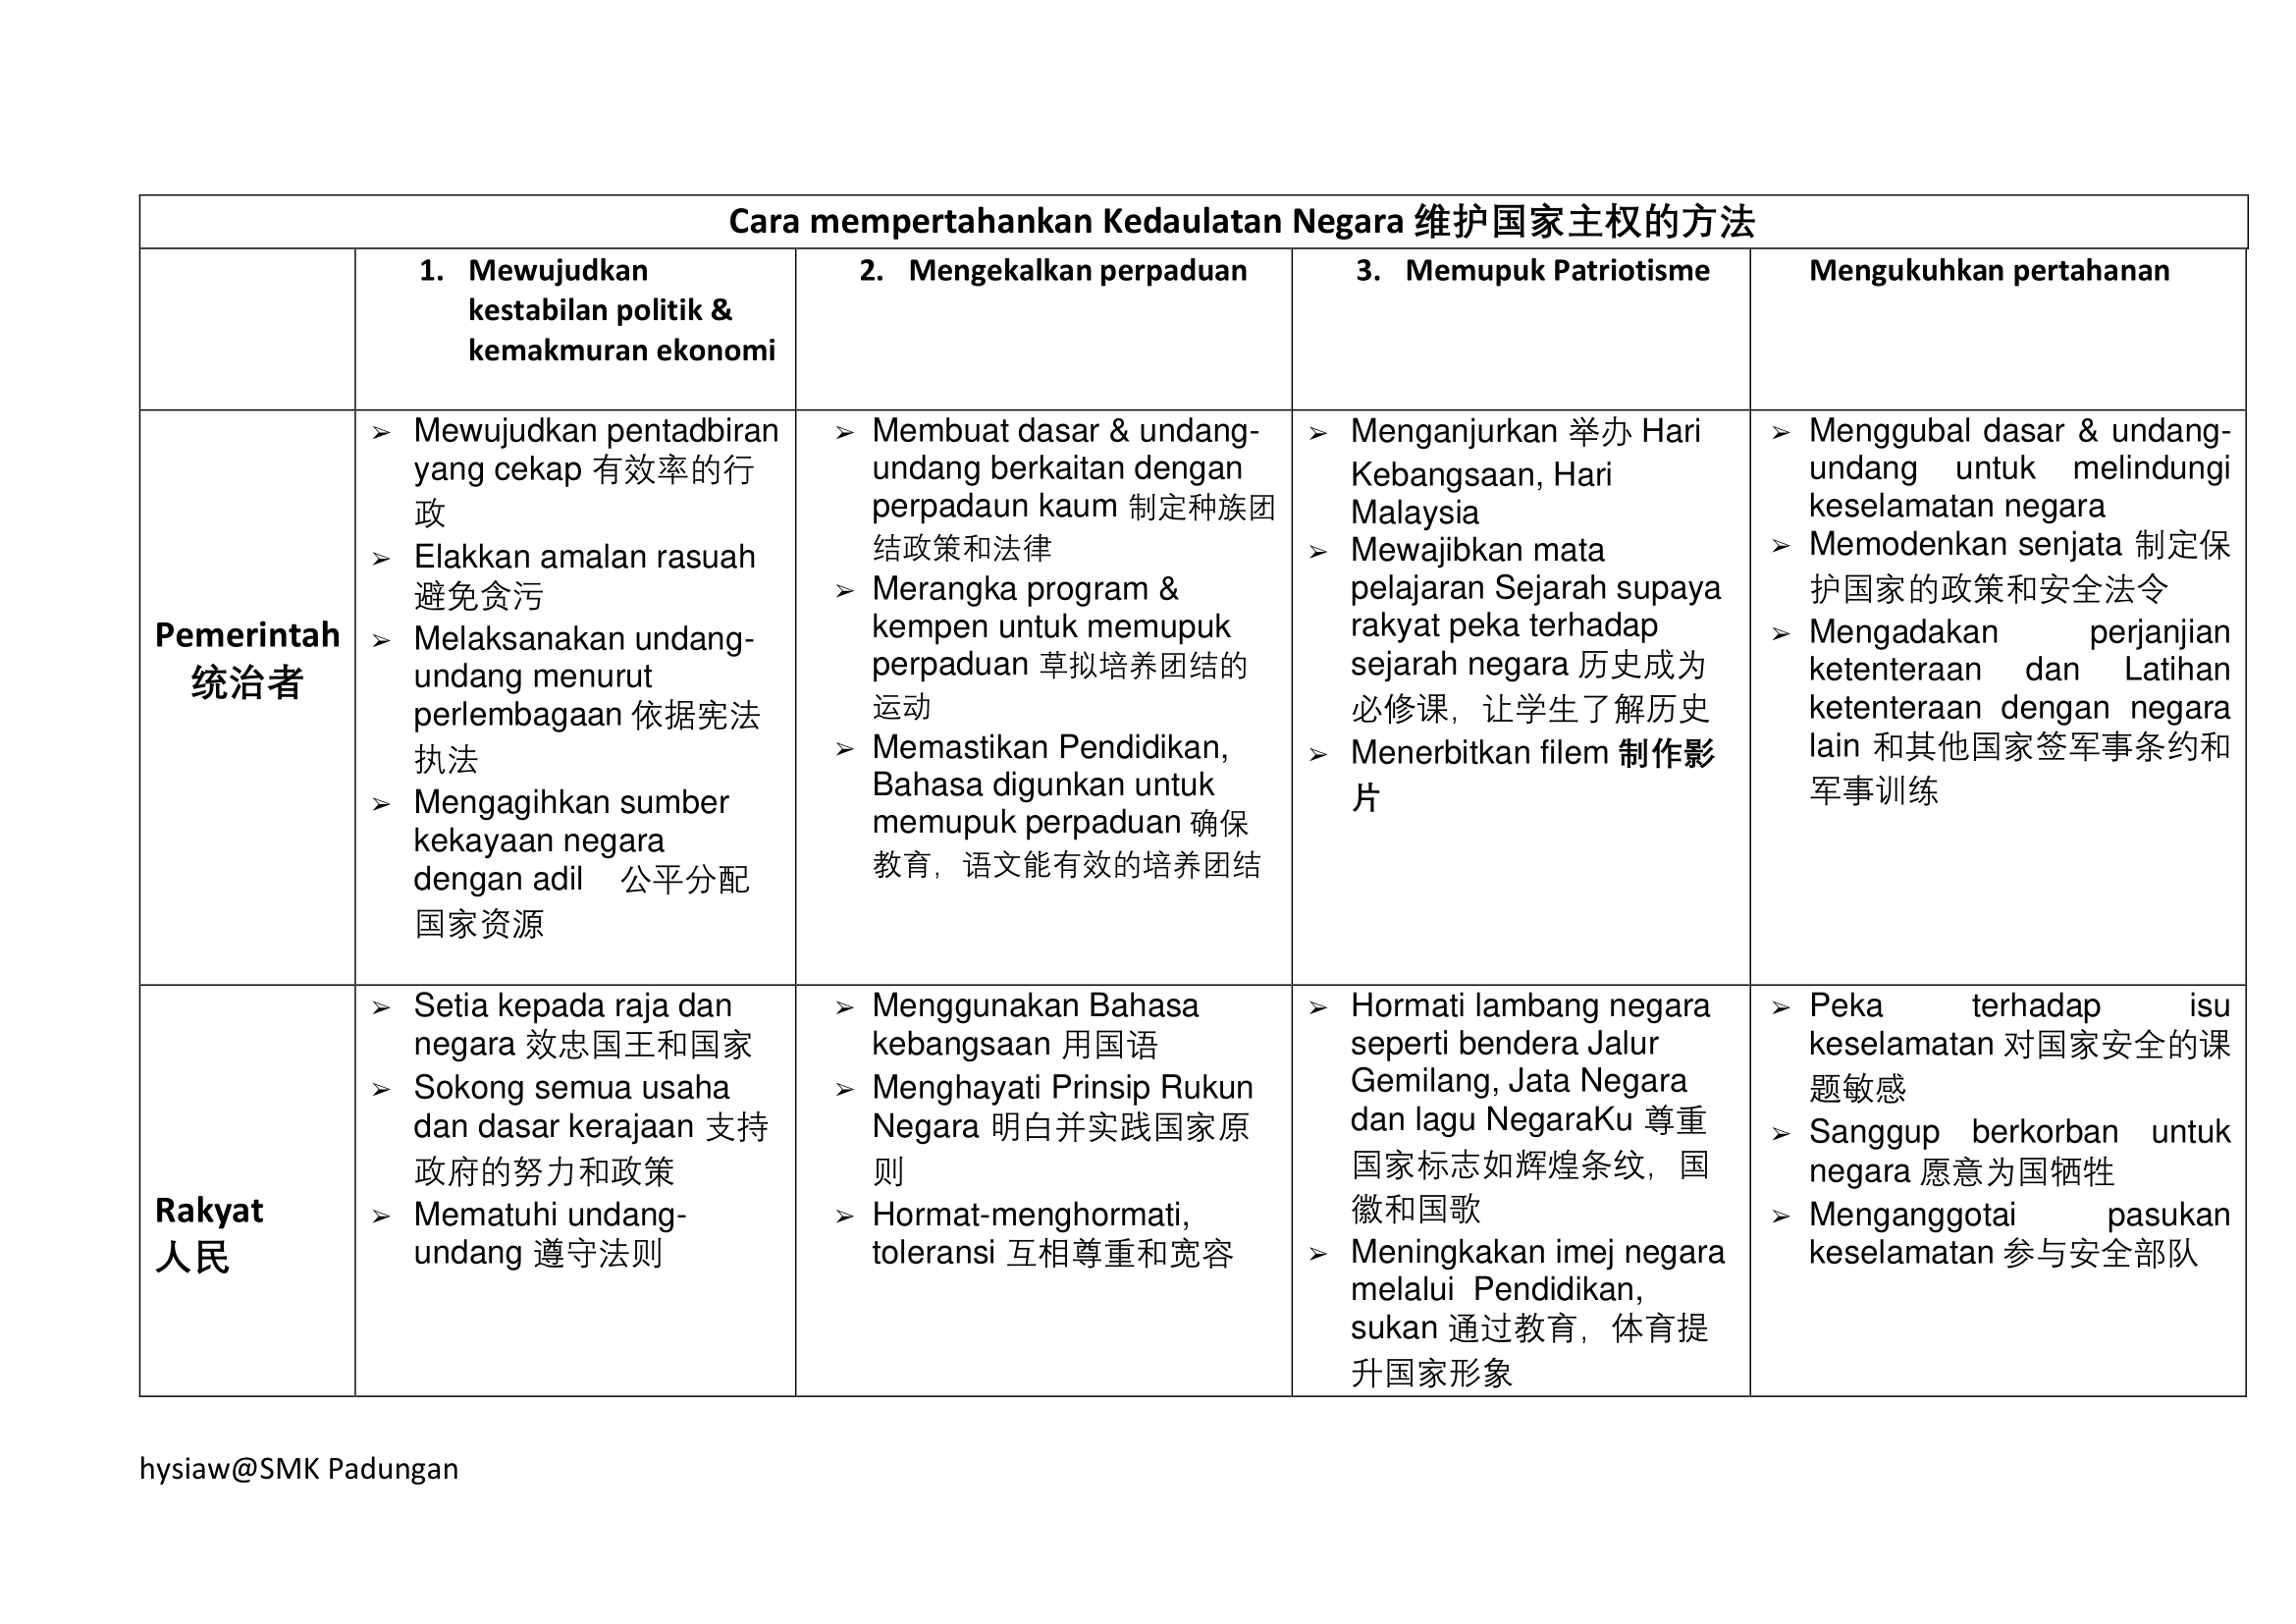 Cara mempertahankan Kedaulatan Negara 维护国家主权的方法
1. Mewujudkan
kestabilan politik &
kemakmuran ekonomi
2. Mengekalkan perpaduan
3. Memupuk Patriotisme
Mengukuhkan pertahanan
Pemerintah
统治者
➢ Mewujudkan pentadbiran
yang cekap 有效率的行
政
➢ Elakkan amalan rasuah
避免贪污
➢ Melaksanakan undang-
undang menurut
perlembagaan 依据宪法
执法
➢ Mengagihkan sumber
kekayaan negara
dengan adil 公平分配
国家资源
➢ Membuat dasar & undang-
undang berkaitan dengan
perpadaun kaum 制定种族团
结政策和法律
➢ Merangka program &
kempen untuk memupuk
perpaduan 草拟培养团结的
运动
➢ Memastikan Pendidikan,
Bahasa digunkan untuk
memupuk perpaduan 确保
教育，语文能有效的培养团结
➢ Menganjurkan 举办 Hari
Kebangsaan, Hari
Malaysia
➢ Mewajibkan mata
pelajaran Sejarah supaya
rakyat peka terhadap
sejarah negara 历史成为
必修课，让学生了解历史
➢ Menerbitkan filem 制作影
片
➢ Menggubal dasar & undang-
undang untuk melindungi
keselamatan negara
➢ Memodenkan senjata 制定保
护国家的政策和安全法令
➢ Mengadakan perjanjian
ketenteraan dan Latihan
ketenteraan dengan negara
lain 和其他国家签军事条约和
军事训练
Rakyat
人民
➢ Setia kepada raja dan
negara 效忠国王和国家
➢ Sokong semua usaha
dan dasar kerajaan 支持
政府的努力和政策
➢ Mematuhi undang-
undang 遵守法则
➢ Menggunakan Bahasa
kebangsaan 用国语
➢ Menghayati Prinsip Rukun
Negara 明白并实践国家原
则
➢ Hormat-menghormati,
toleransi 互相尊重和宽容
➢ Hormati lambang negara
seperti bendera Jalur
Gemilang, Jata Negara
dan lagu NegaraKu 尊重
国家标志如辉煌条纹，国
徽和国歌
➢ Meningkakan imej negara
melalui Pendidikan,
sukan 通过教育，体育提
升国家形象
➢ Peka terhadap isu
keselamatan 对国家安全的课
题敏感
➢ Sanggup berkorban untuk
negara 愿意为国牺牲
➢ Menganggotai pasukan
keselamatan 参与安全部队
hysiaw@SMK Padungan